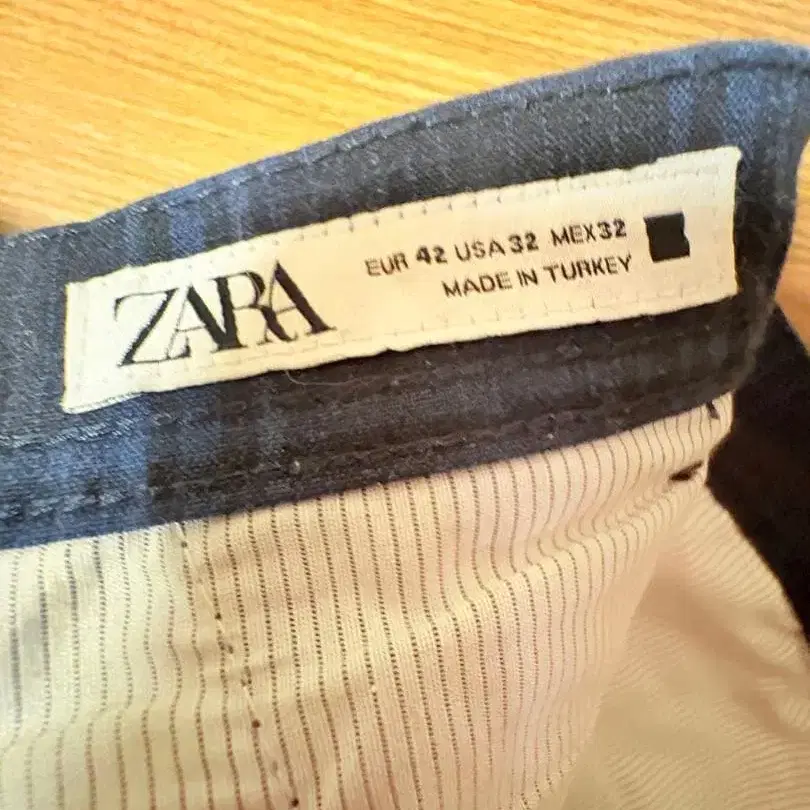 ZARA
EUR 42 USA 32 MEX 32
MADE IN TURKEY